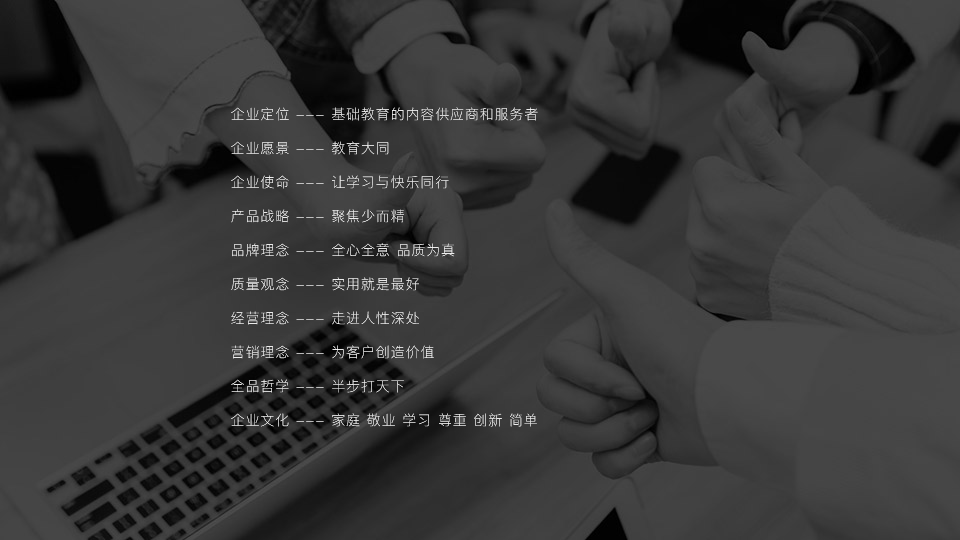 企业定位 --- 基础教育的内容供应商和服务者
企业愿景 --- 教育大同
企业使命 --- 让学习与快乐同行
产品战略 --- 聚焦少而精
品牌理念 --- 全心全意 品质为真
质量观念 --- 实用就是最好
经营理念 --- 走进人性深处
营销理念 --- 为客户创造价值
全品哲学 --- 半步打天下
企业文化 --- 家庭 敬业 学习 尊重 创新 简单